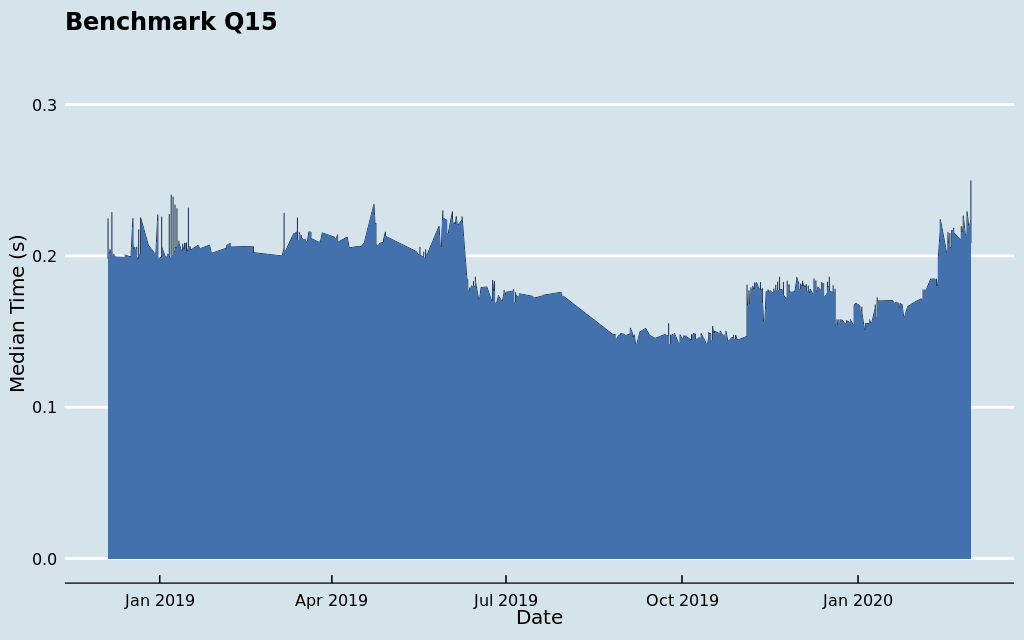 Benchmark Q15
Median Time (s)
0.3
0.2
0.1
0.0
Jan 2019
Apr 2019
Jul 2019
Oct 2019
Jan 2020
Date